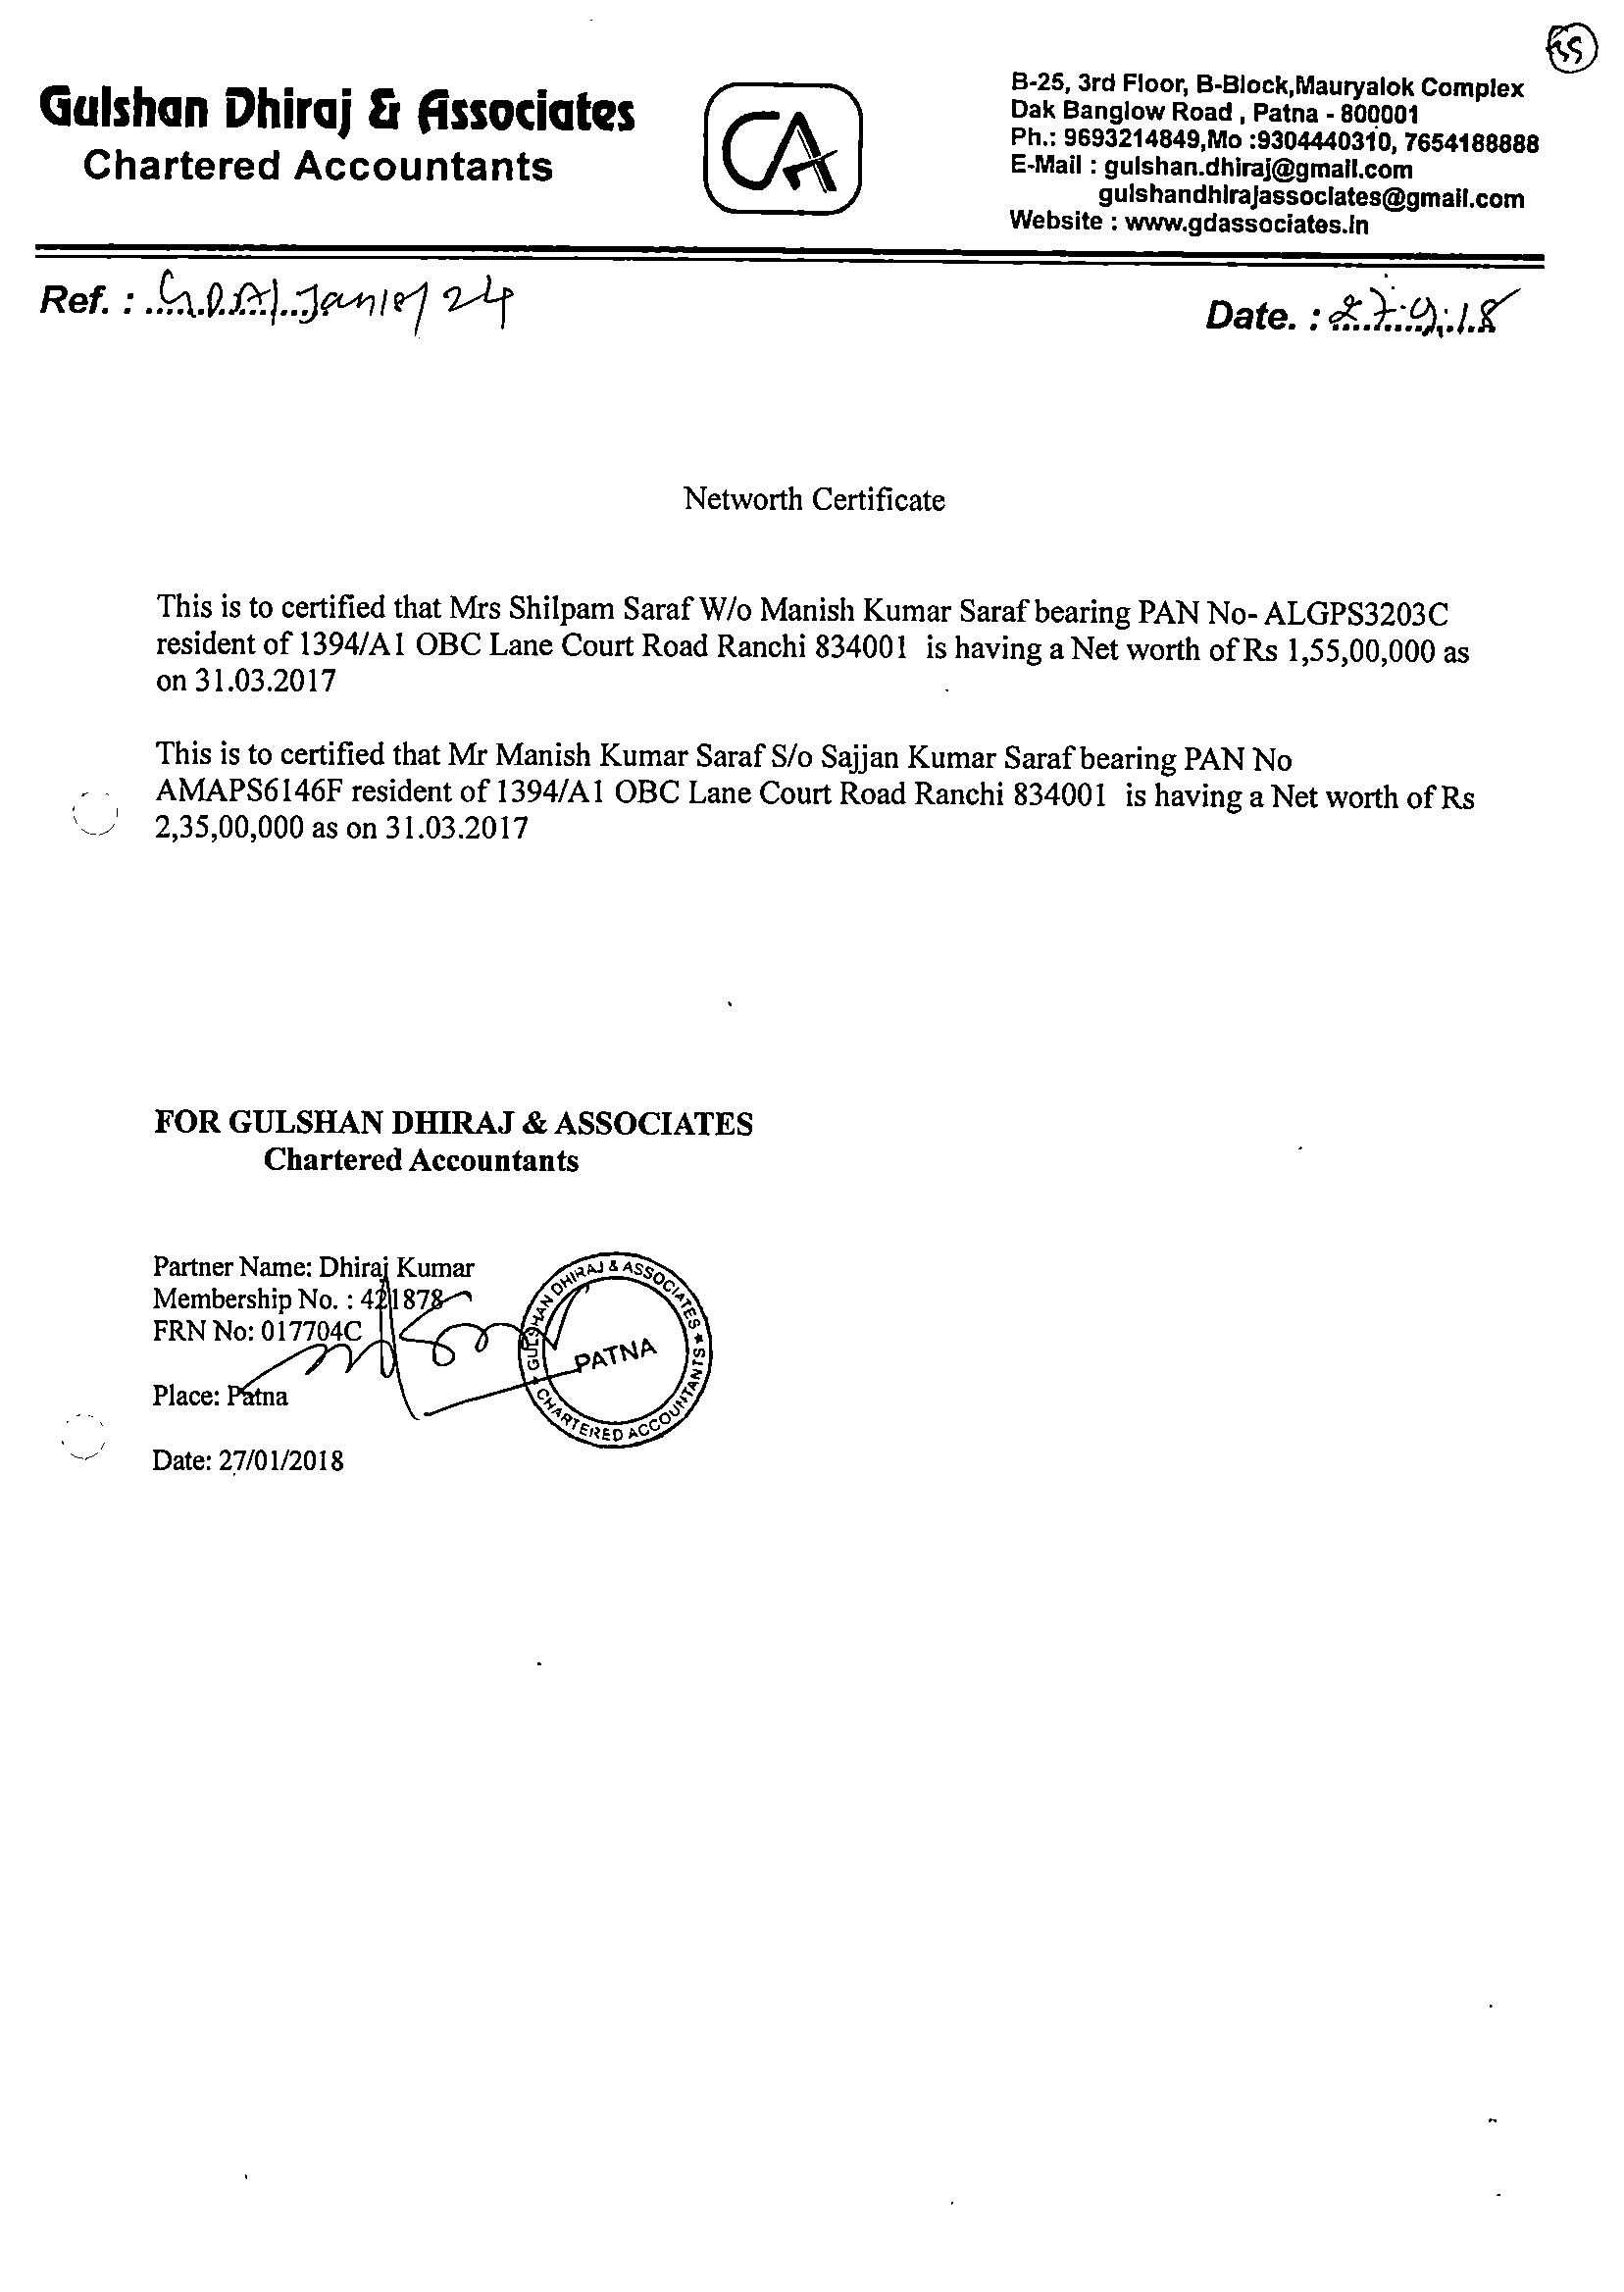 55
Gulshan Dhiraj & Associates
Chartered Accountants
CA
B-25, 3rd Floor, B-Block,Mauryalok Complex
Dak Banglow Road , Patna - 800001
Ph.: 9693214849,Mo :9304440310, 7654188888
E-Mail : gulshan.dhiraj@gmail.com
gulshandhirajassociates@gmail.com
Website : www.gdassociates.in
Ref. : G.D.A/Jan18/24
Date. : 27.9.18
Networth Certificate
This is to certified that Mrs Shilpam Saraf W/o Manish Kumar Saraf bearing PAN No- ALGPS3203C
resident of 1394/A1 OBC Lane Court Road Ranchi 834001 is having a Net worth of Rs 1,55,00,000 as
on 31.03.2017
This is to certified that Mr Manish Kumar Saraf S/o Sajjan Kumar Saraf bearing PAN No
AMAPS6146F resident of 1394/A1 OBC Lane Court Road Ranchi 834001 is having a Net worth of Rs
2,35,00,000 as on 31.03.2017
FOR GULSHAN DHIRAJ & ASSOCIATES
Chartered Accountants
Partner Name: Dhiraj Kumar
Membership No. : 421878
FRN No: 017704C
GULSHAN DHIRAJ & ASSOCIATES
PATNA
CHARTERED ACCOUNTANTS
Place: Patna
Date: 27/01/2018